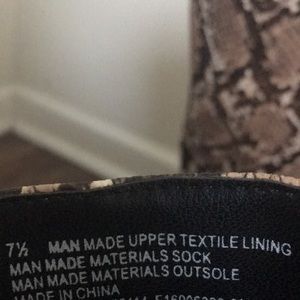 7½ MAN MADE UPPER TEXTILE LINING
MAN MADE MATERIALS SOCK
MAN MADE MATERIALS OUTSOLE
MADE IN CHINA